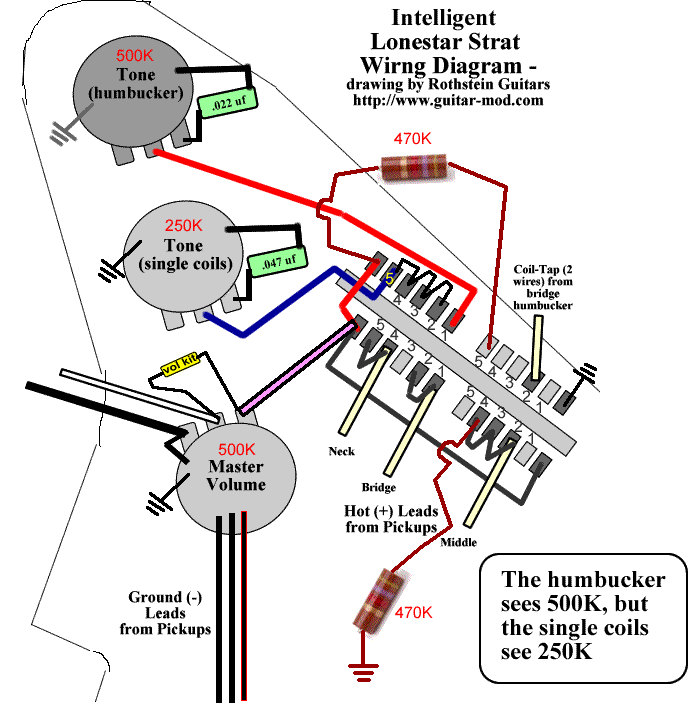 Intelligent
Lonestar Strat
Wirng Diagram -
drawing by Rothstein Guitars
http://www.guitar-mod.com
500K
Tone
(humbucker)
.022 uf
470K
250K
Tone
(single coils)
.047 uf
Coil-Tap (2
wires) from
bridge
humbucker
5
4
3
2
1
5
4
3
2
1
5
4
3
2
1
5
4
3
2
1
vol kit
500K
Master
Volume
Neck
Bridge
Hot (+) Leads
from Pickups
Middle
Ground (-)
Leads
from Pickups
470K
The humbucker
sees 500K, but
the single coils
see 250K